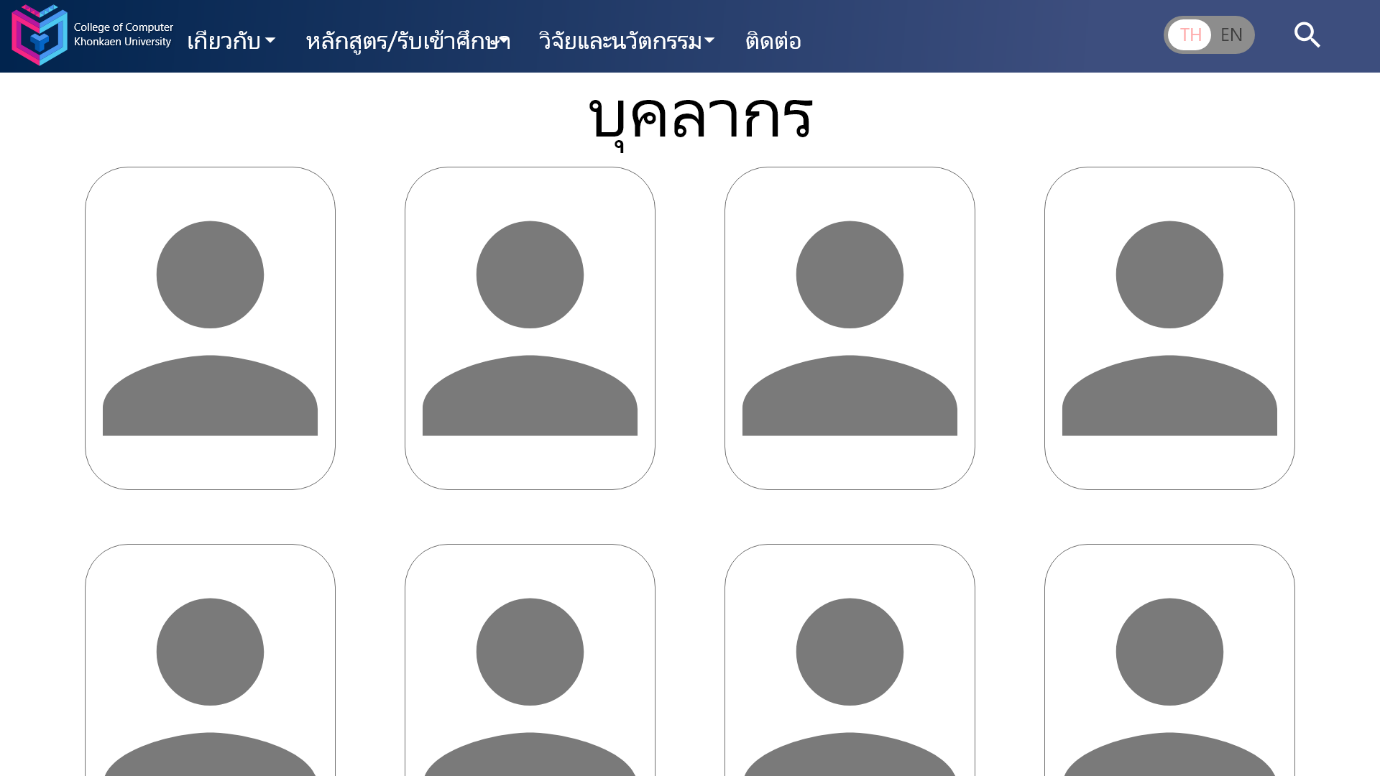 College of Computer
Khonkaen University
เกี่ยวกับ หลักสูตร/รับเข้าศึกษา วิจัยและนวัตกรรม ติดต่อ TH EN
บุคลากร